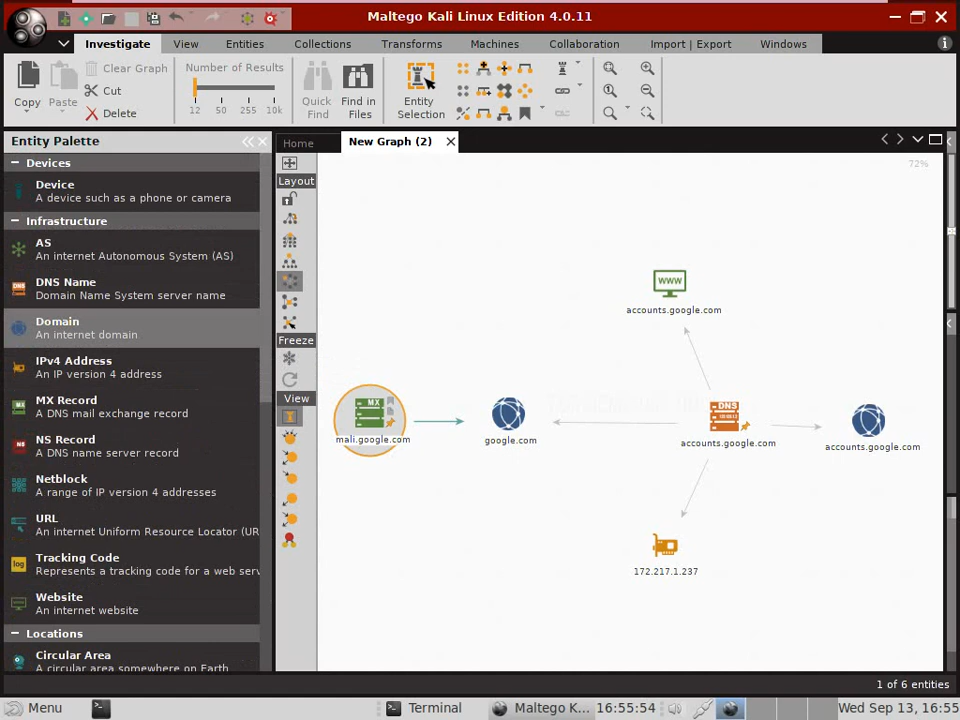 Maltego Kali Linux Edition 4.0.11
Investigate View Entities Collections Transforms Machines Collaboration Import | Export Windows
Copy
Paste
Clear Graph
Cut
Delete
Number of Results
12 50 255 10k
Quick
Find
Find in
Files
Entity
Selection
Entity Palette
Home
New Graph (2)
72%
Devices
Device
A device such as a phone or camera
Infrastructure
AS
An internet Autonomous System (AS)
DNS Name
Domain Name System server name
Domain
An internet domain
IPv4 Address
An IP version 4 address
MX Record
A DNS mail exchange record
NS Record
A DNS name server record
Netblock
A range of IP version 4 addresses
URL
An internet Uniform Resource Locator (UR
Tracking Code
Represents a tracking code for a web serv
Website
An internet website
Locations
Circular Area
A circular area somewhere on Earth
Layout
Freeze
View
WWW
accounts.google.com
MX
mali.google.com
google.com
DNS
accounts.google.com
accounts.google.com
172.217.1.237
1 of 6 entities
Menu
Terminal
Maltego K...
16:55:54
Wed Sep 13, 16:55